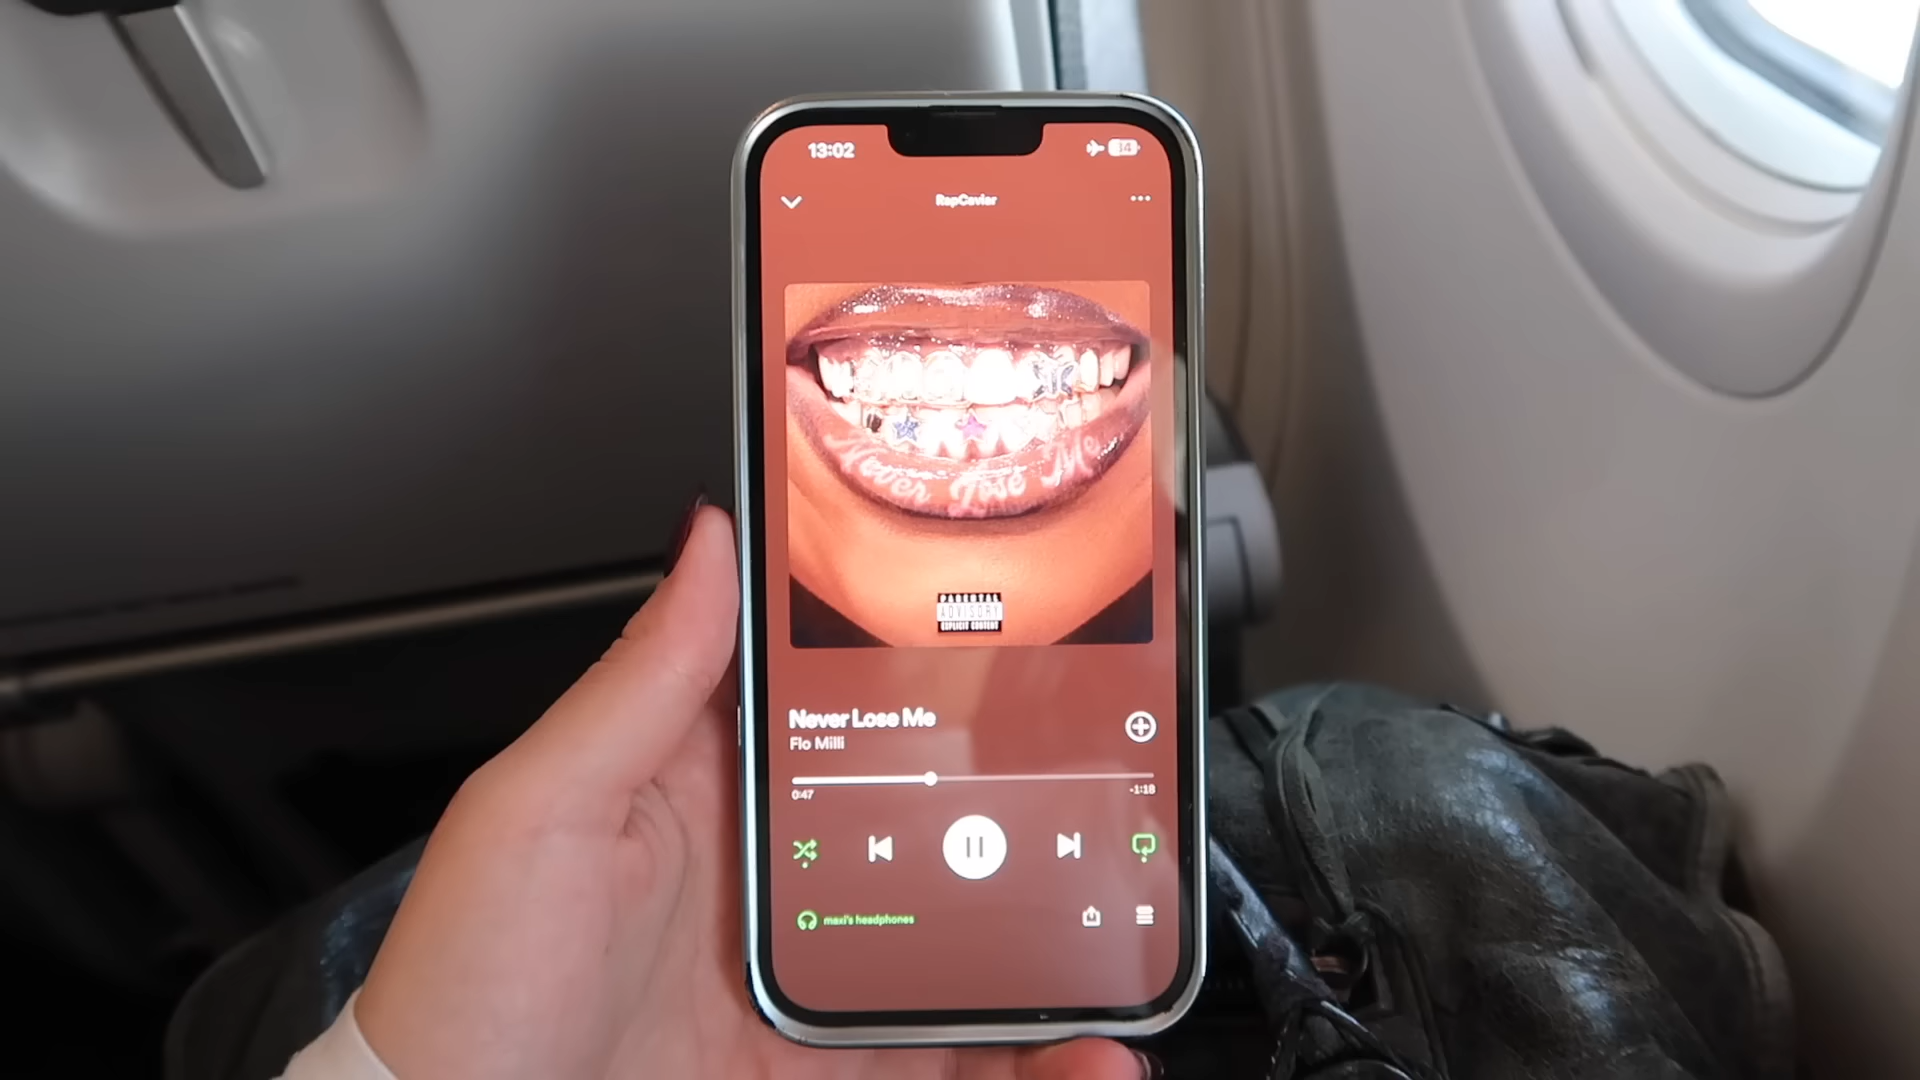 13:02
34
RapCaviar
Never Lose Me
PARENTAL
ADVISORY
EXPLICIT CONTENT
Never Lose Me
Flo Milli
0:47
-1:18
maxi's headphones